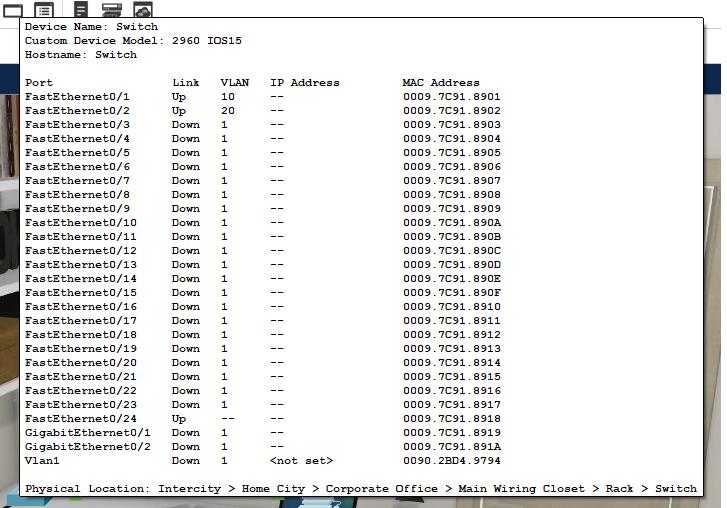 Device Name: Switch
Custom Device Model: 2960 IOS15
Hostname: Switch
Port Link VLAN IP Address MAC Address
FastEthernet0/1 Up 10 -- 0009.7C91.8901
FastEthernet0/2 Up 20 -- 0009.7C91.8902
FastEthernet0/3 Down 1 -- 0009.7C91.8903
FastEthernet0/4 Down 1 -- 0009.7C91.8904
FastEthernet0/5 Down 1 -- 0009.7C91.8905
FastEthernet0/6 Down 1 -- 0009.7C91.8906
FastEthernet0/7 Down 1 -- 0009.7C91.8907
FastEthernet0/8 Down 1 -- 0009.7C91.8908
FastEthernet0/9 Down 1 -- 0009.7C91.8909
FastEthernet0/10 Down 1 -- 0009.7C91.890A
FastEthernet0/11 Down 1 -- 0009.7C91.890B
FastEthernet0/12 Down 1 -- 0009.7C91.890C
FastEthernet0/13 Down 1 -- 0009.7C91.890D
FastEthernet0/14 Down 1 -- 0009.7C91.890E
FastEthernet0/15 Down 1 -- 0009.7C91.890F
FastEthernet0/16 Down 1 -- 0009.7C91.8910
FastEthernet0/17 Down 1 -- 0009.7C91.8911
FastEthernet0/18 Down 1 -- 0009.7C91.8912
FastEthernet0/19 Down 1 -- 0009.7C91.8913
FastEthernet0/20 Down 1 -- 0009.7C91.8914
FastEthernet0/21 Down 1 -- 0009.7C91.8915
FastEthernet0/22 Down 1 -- 0009.7C91.8916
FastEthernet0/23 Down 1 -- 0009.7C91.8917
FastEthernet0/24 Up -- -- 0009.7C91.8918
GigabitEthernet0/1 Down 1 -- 0009.7C91.8919
GigabitEthernet0/2 Down 1 -- 0009.7C91.891A
Vlan1 Down 1 <not set> 0090.2BD4.9794
Physical Location: Intercity > Home City > Corporate Office > Main Wiring Closet > Rack > Switch